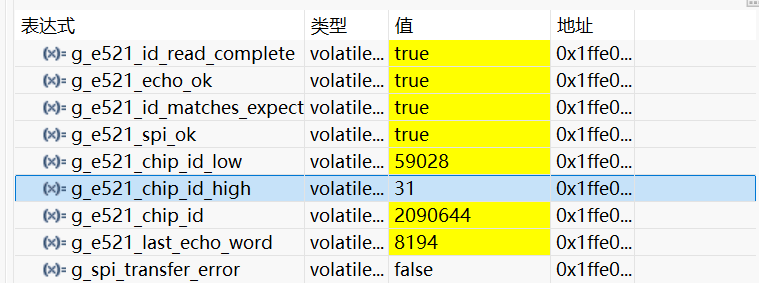 表达式 类型 值 地址
(x)= g_e521_id_read_complete volatile... true 0x1ffe0...
(x)= g_e521_echo_ok volatile... true 0x1ffe0...
(x)= g_e521_id_matches_expect volatile... true 0x1ffe0...
(x)= g_e521_spi_ok volatile... true 0x1ffe0...
(x)= g_e521_chip_id_low volatile... 59028 0x1ffe0...
(x)= g_e521_chip_id_high volatile... 31 0x1ffe0...
(x)= g_e521_chip_id volatile... 2090644 0x1ffe0...
(x)= g_e521_last_echo_word volatile... 8194 0x1ffe0...
(x)= g_spi_transfer_error volatile... false 0x1ffe0...